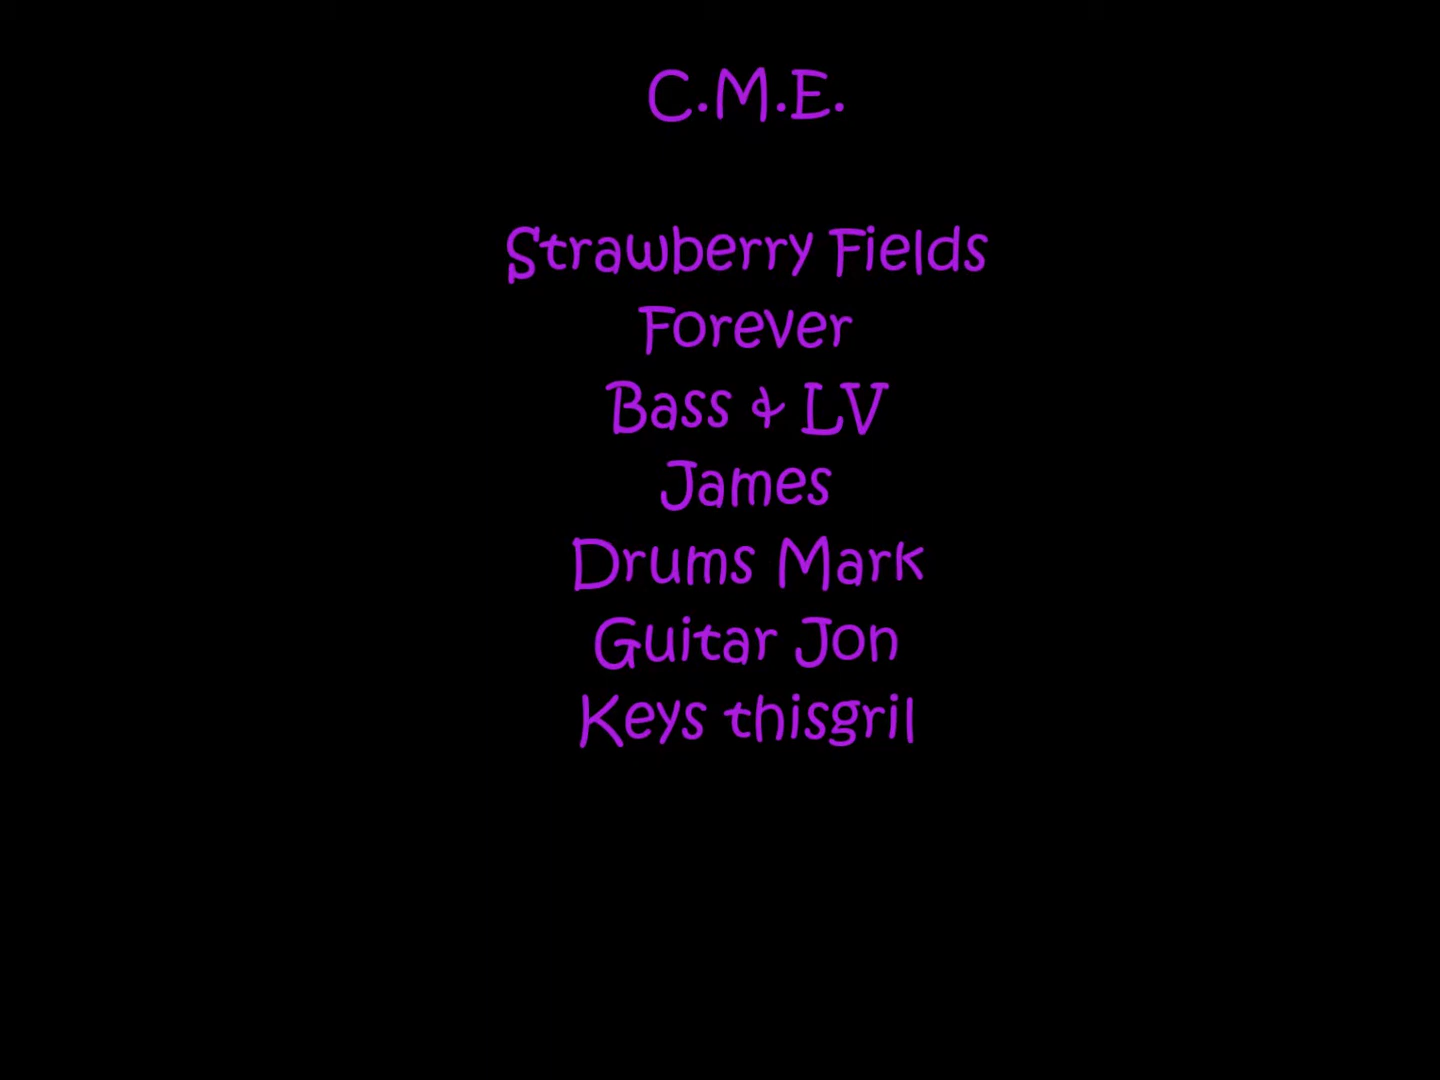 C.M.E.
Strawberry Fields
Forever
Bass & LV
James
Drums Mark
Guitar Jon
Keys thisgril